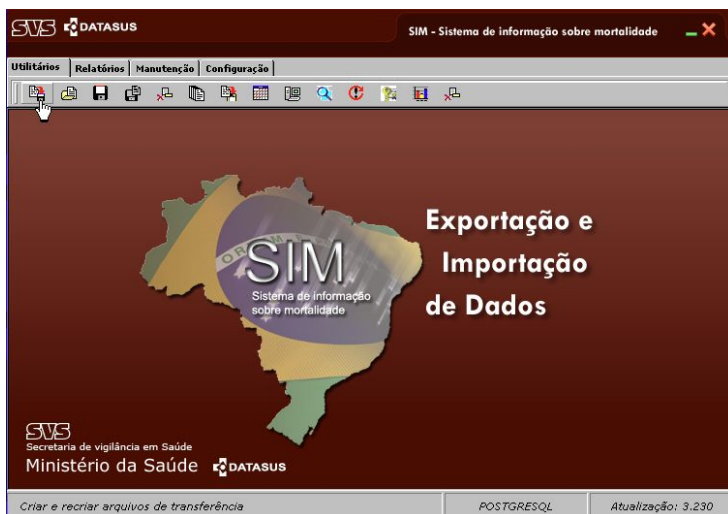 SVS DATASUS
SIM - Sistema de informação sobre mortalidade
Utilitários Relatórios Manutenção Configuração
Exportação e
Importação
de Dados
ORDEM
SIM
Sistema de informação
sobre mortalidade
SVS
Secretaria de vigilância em Saúde
Ministério da Saúde DATASUS
Criar e recriar arquivos de transferência POSTGRESQL Atualização: 3.230